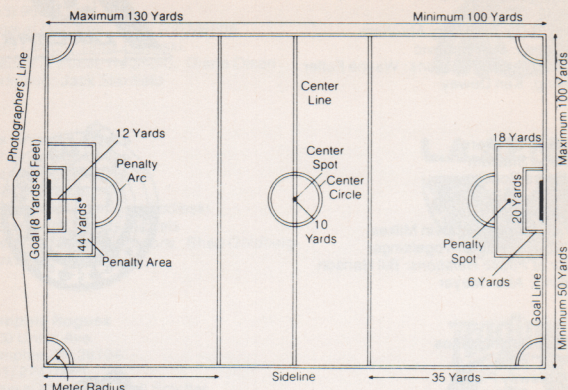 Maximum 130 Yards
Minimum 100 Yards
Photographers' Line
Goal (8 Yards×8 Feet)
12 Yards
Penalty
Arc
44 Yards
Penalty Area
Center
Line
Center
Spot
Center
Circle
10
Yards
18 Yards
20 Yards
Penalty
Spot
6 Yards
Goal Line
Maximum 100 Yards
Minimum 50 Yards
1 Meter Radius
Sideline
35 Yards